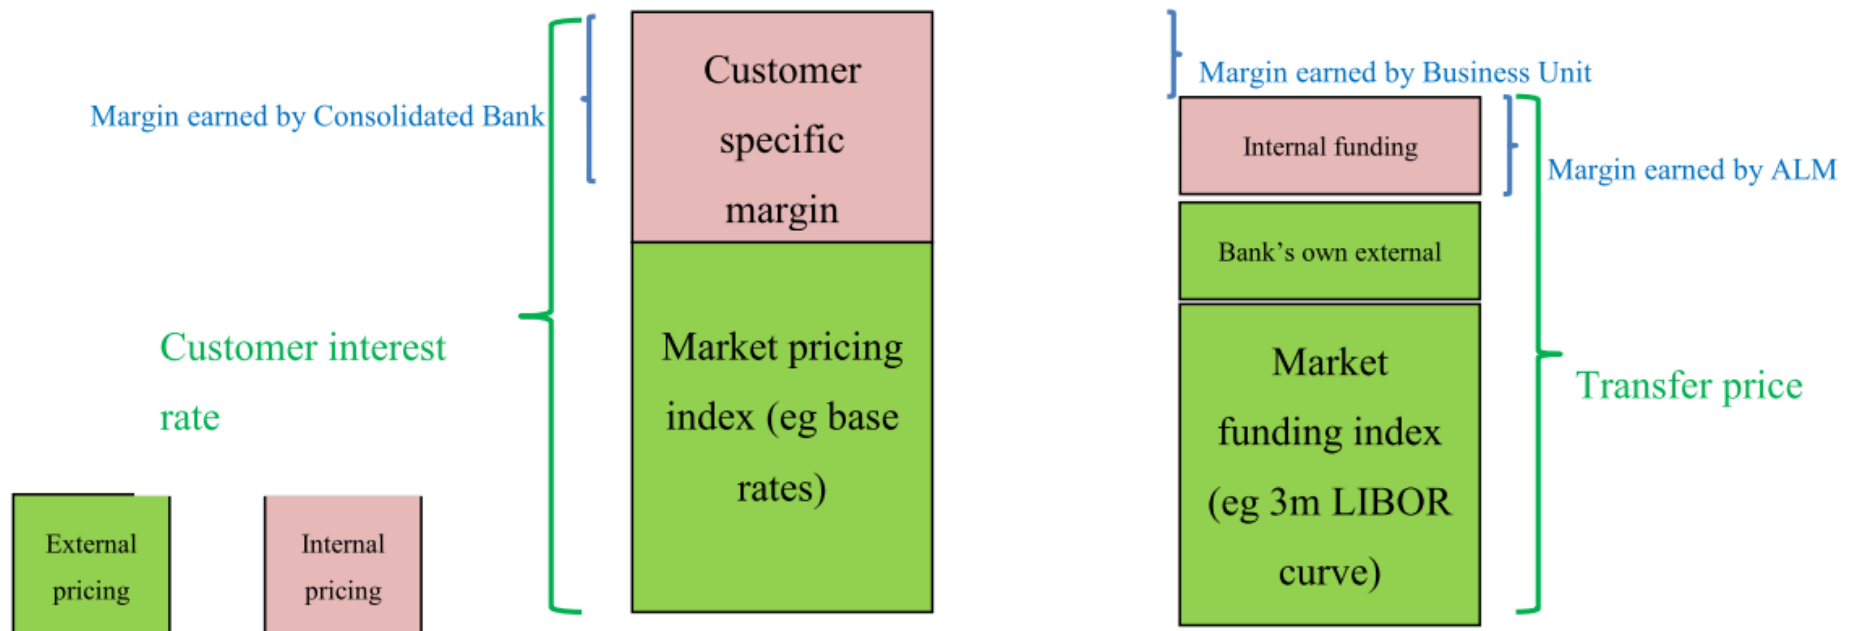 Margin earned by Consolidated Bank
Customer interest
rate
External
pricing
Internal
pricing
Customer
specific
margin
Market pricing
index (eg base
rates)
Margin earned by Business Unit
Internal funding
Margin earned by ALM
Bank’s own external
Market
funding index
(eg 3m LIBOR
curve)
Transfer price